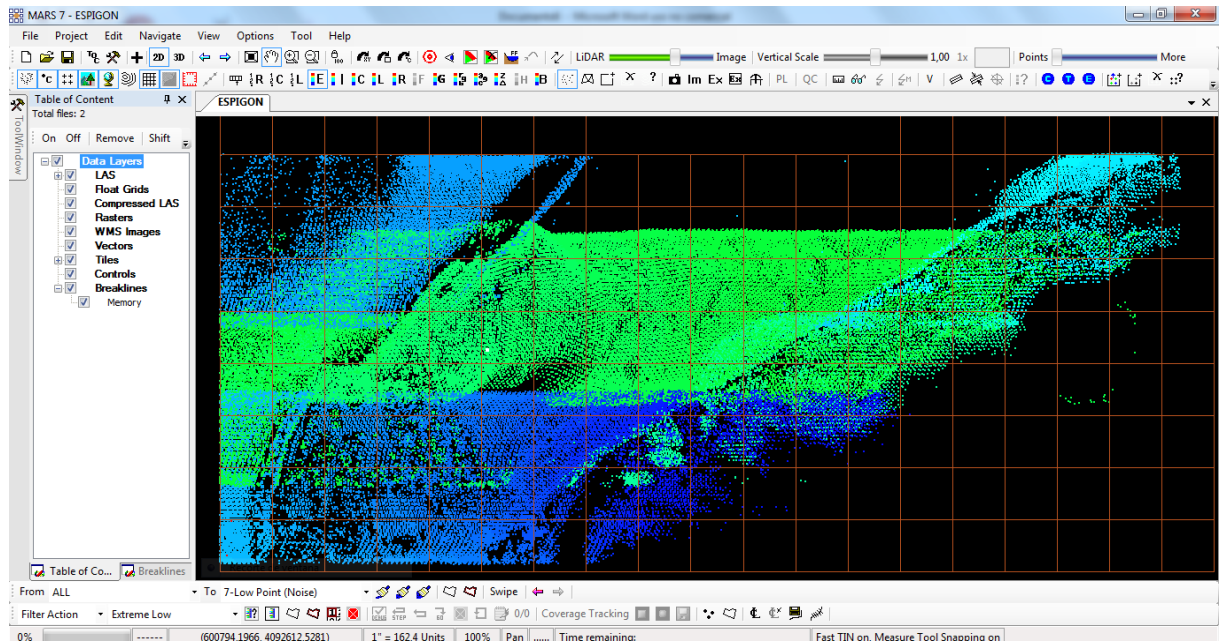 MARS 7 - ESPIGON
File Project Edit Navigate View Options Tool Help
2D 3D LiDAR Image Vertical Scale 1,00 1x Points More
°C R C L E I C L R F G H B ? Im Ex PL QC V C T E !? ?
Table of Content
Total files: 2
ESPIGON
ToolWindow
On Off Remove Shift
Data Layers
LAS
Float Grids
Compressed LAS
Rasters
WMS Images
Vectors
Tiles
Controls
Breaklines
Memory
Table of Co... Breaklines
From ALL To 7-Low Point (Noise) Swipe
Filter Action Extreme Low 0/0 Coverage Tracking
0% ------ (600794.1966, 4092612.5281) 1" = 162.4 Units 100% Pan ...... Time remaining: Fast TIN on, Measure Tool Snapping on